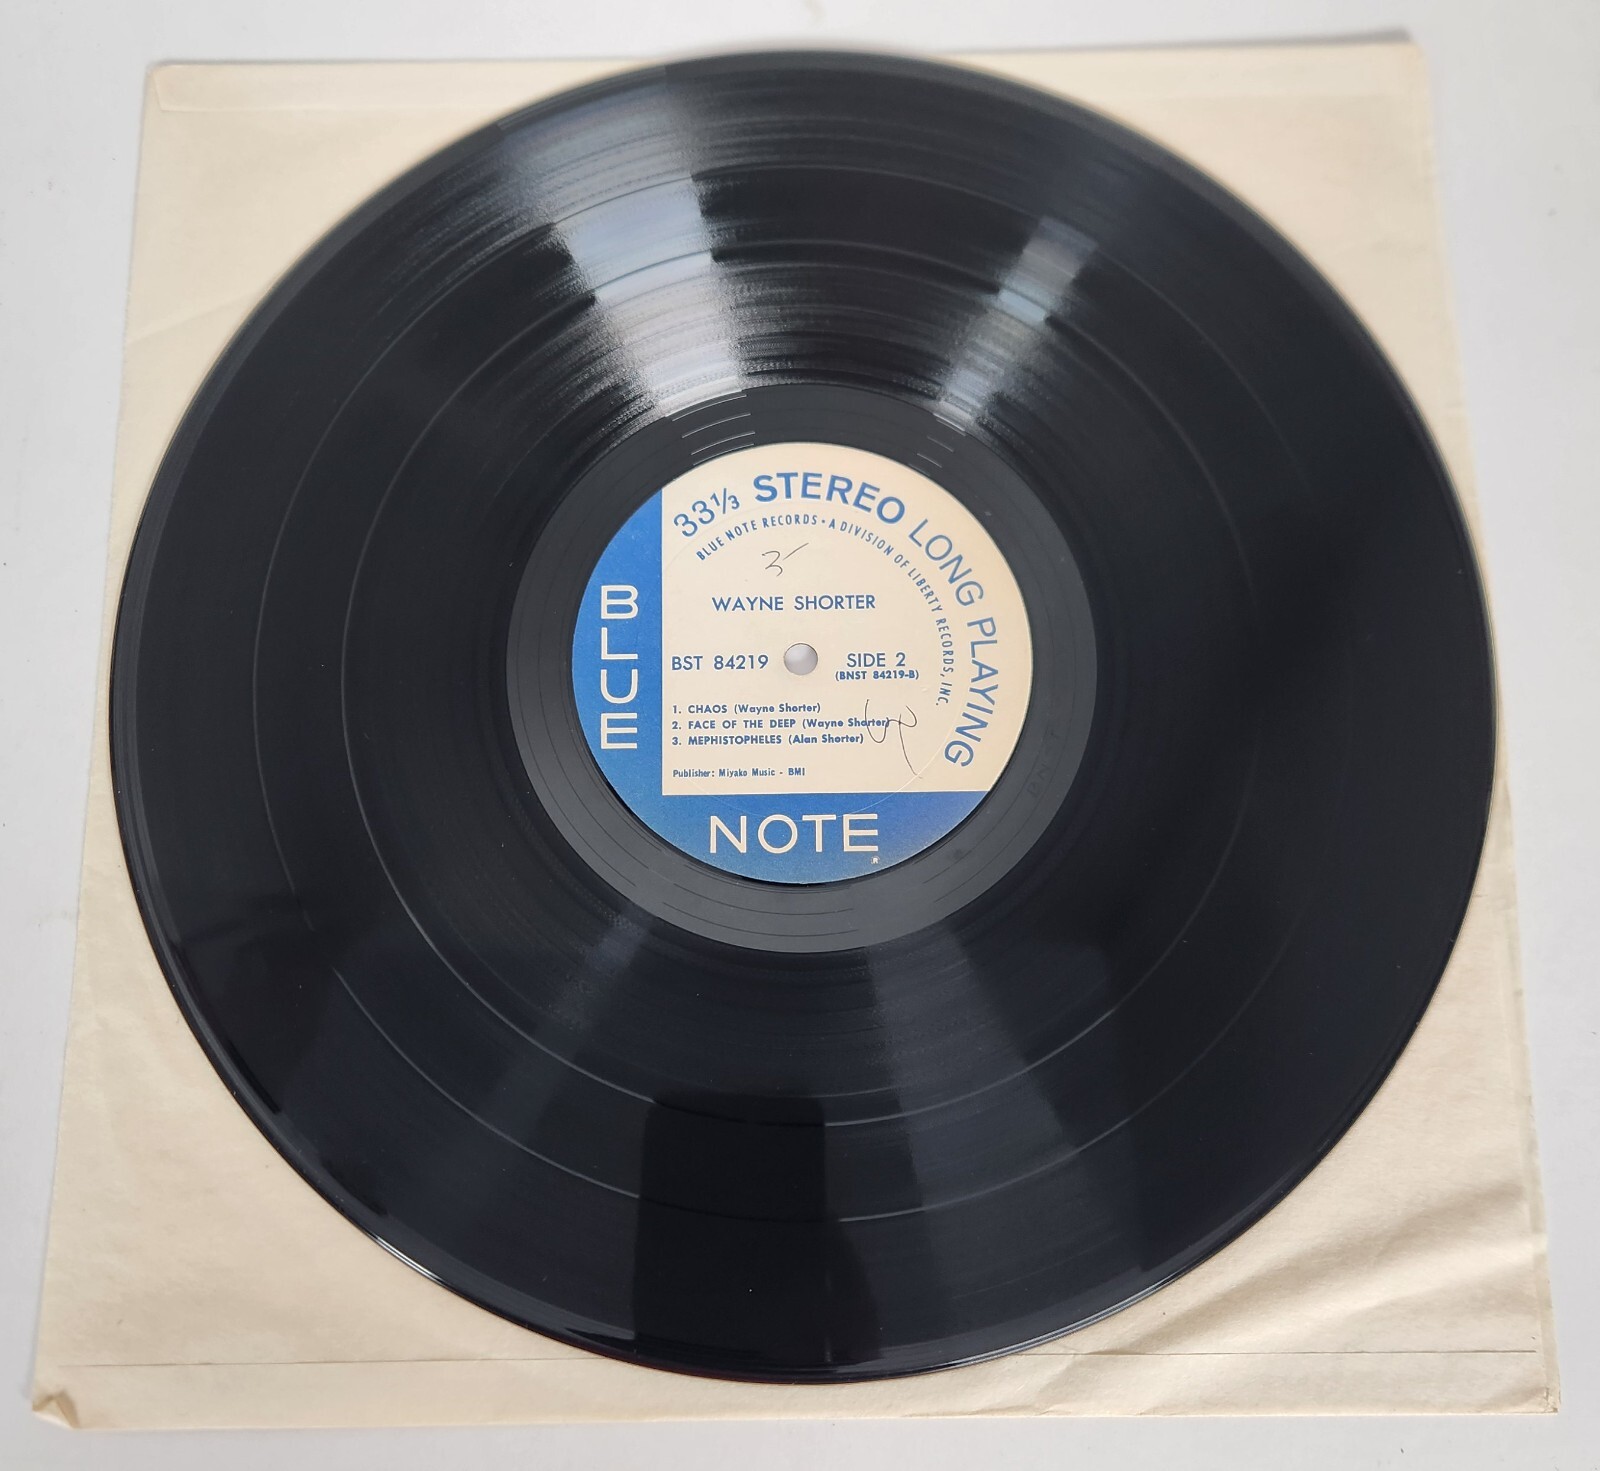 33⅓ STEREO LONG PLAYING
BLUE NOTE RECORDS • A DIVISION OF LIBERTY RECORDS, INC.
WAYNE SHORTER
BST 84219
SIDE 2
(BNST 84219-B)
1. CHAOS (Wayne Shorter)
2. FACE OF THE DEEP (Wayne Shorter)
3. MEPHISTOPHELES (Alan Shorter)
Publisher: Miyako Music - BMI
BLUE
NOTE
®